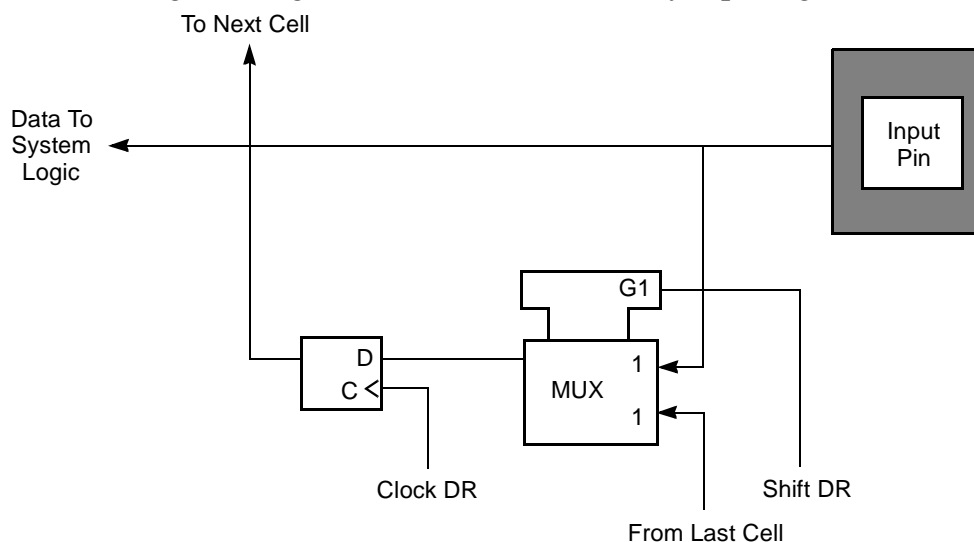 To Next Cell
Data To
System
Logic
Input
Pin
G1
D
1
MUX
C
1
Clock DR
Shift DR
From Last Cell